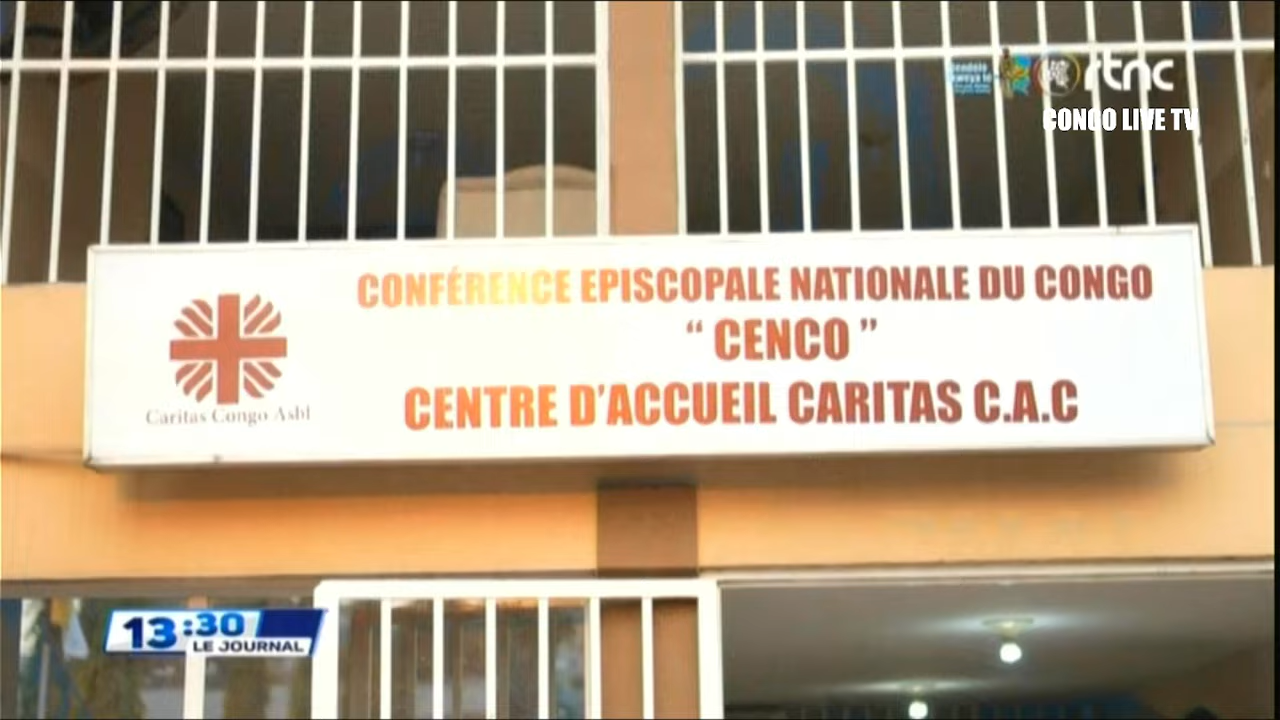 rtnc
CONGO LIVE TV
CONFÉRENCE EPISCOPALE NATIONALE DU CONGO
“ CENCO ”
CENTRE D’ACCUEIL CARITAS C.A.C
Caritas Congo Asbl
13:30
LE JOURNAL